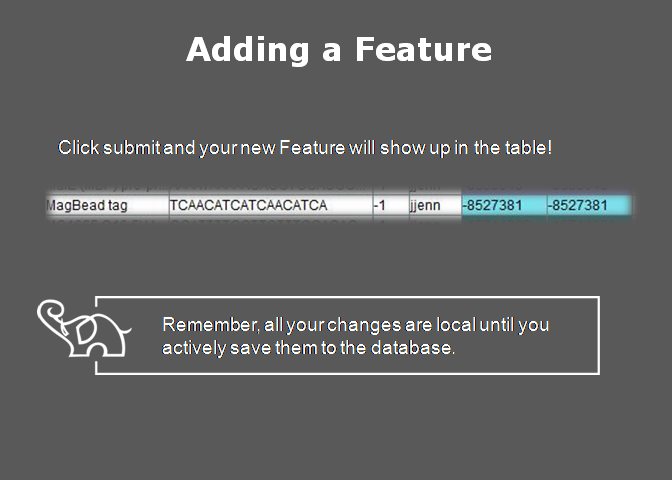 Adding a Feature
Click submit and your new Feature will show up in the table!
MagBead tag TCAACATCATCAACATCA -1 jjenn -8527381 -8527381
Remember, all your changes are local until you
actively save them to the database.